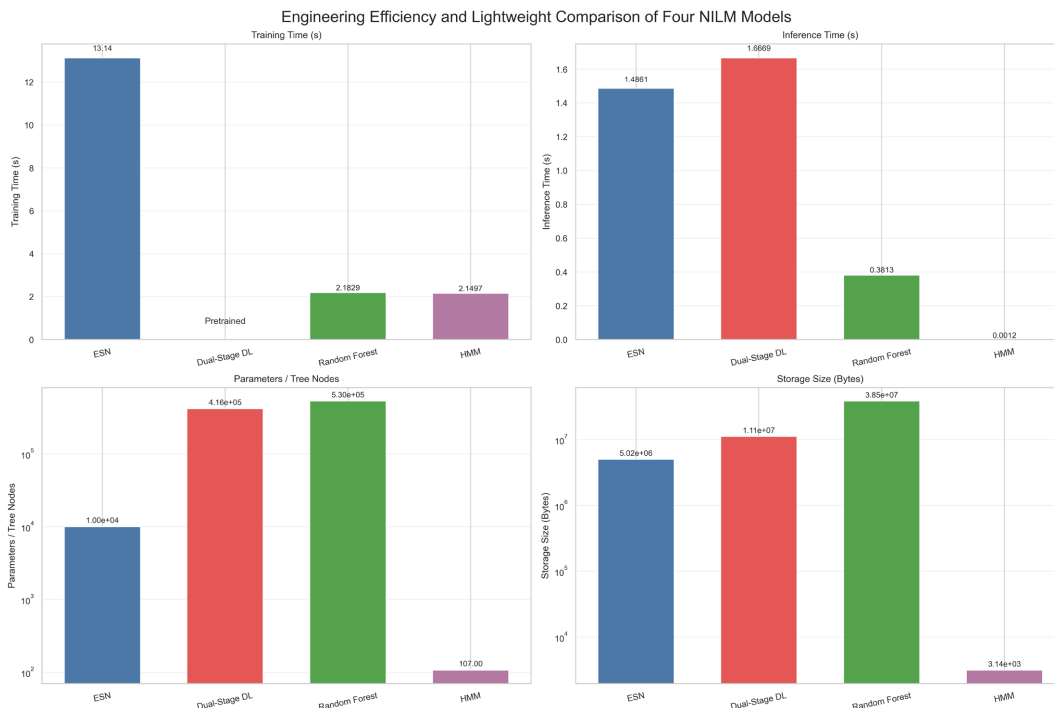 Engineering Efficiency and Lightweight Comparison of Four NILM Models
Training Time (s)
13.14
12
10
8
6
4
2
0
Training Time (s)
Pretrained
2.1829
2.1497
ESN
Dual-Stage DL
Random Forest
HMM
Inference Time (s)
1.6
1.4
1.2
1.0
0.8
0.6
0.4
0.2
0.0
Inference Time (s)
1.4861
1.6669
0.3813
0.0012
ESN
Dual-Stage DL
Random Forest
HMM
Parameters / Tree Nodes
10^5
10^4
10^3
10^2
Parameters / Tree Nodes
1.00e+04
4.16e+05
5.30e+05
107.00
ESN
Dual-Stage DL
Random Forest
HMM
Storage Size (Bytes)
10^7
10^6
10^5
10^4
Storage Size (Bytes)
5.02e+06
1.11e+07
3.85e+07
3.14e+03
ESN
Dual-Stage DL
Random Forest
HMM